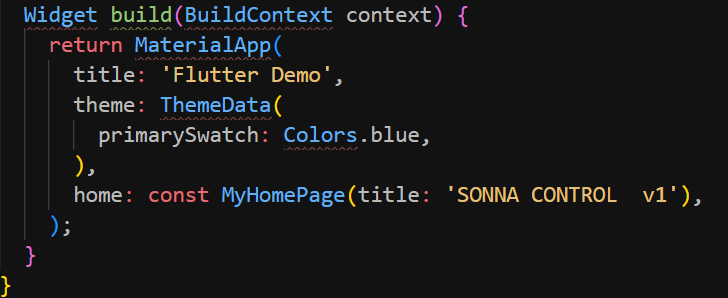 Widget build(BuildContext context) {
return MaterialApp(
title: 'Flutter Demo',
theme: ThemeData(
primarySwatch: Colors.blue,
),
home: const MyHomePage(title: 'SONNA CONTROL  v1'),
);
}
}